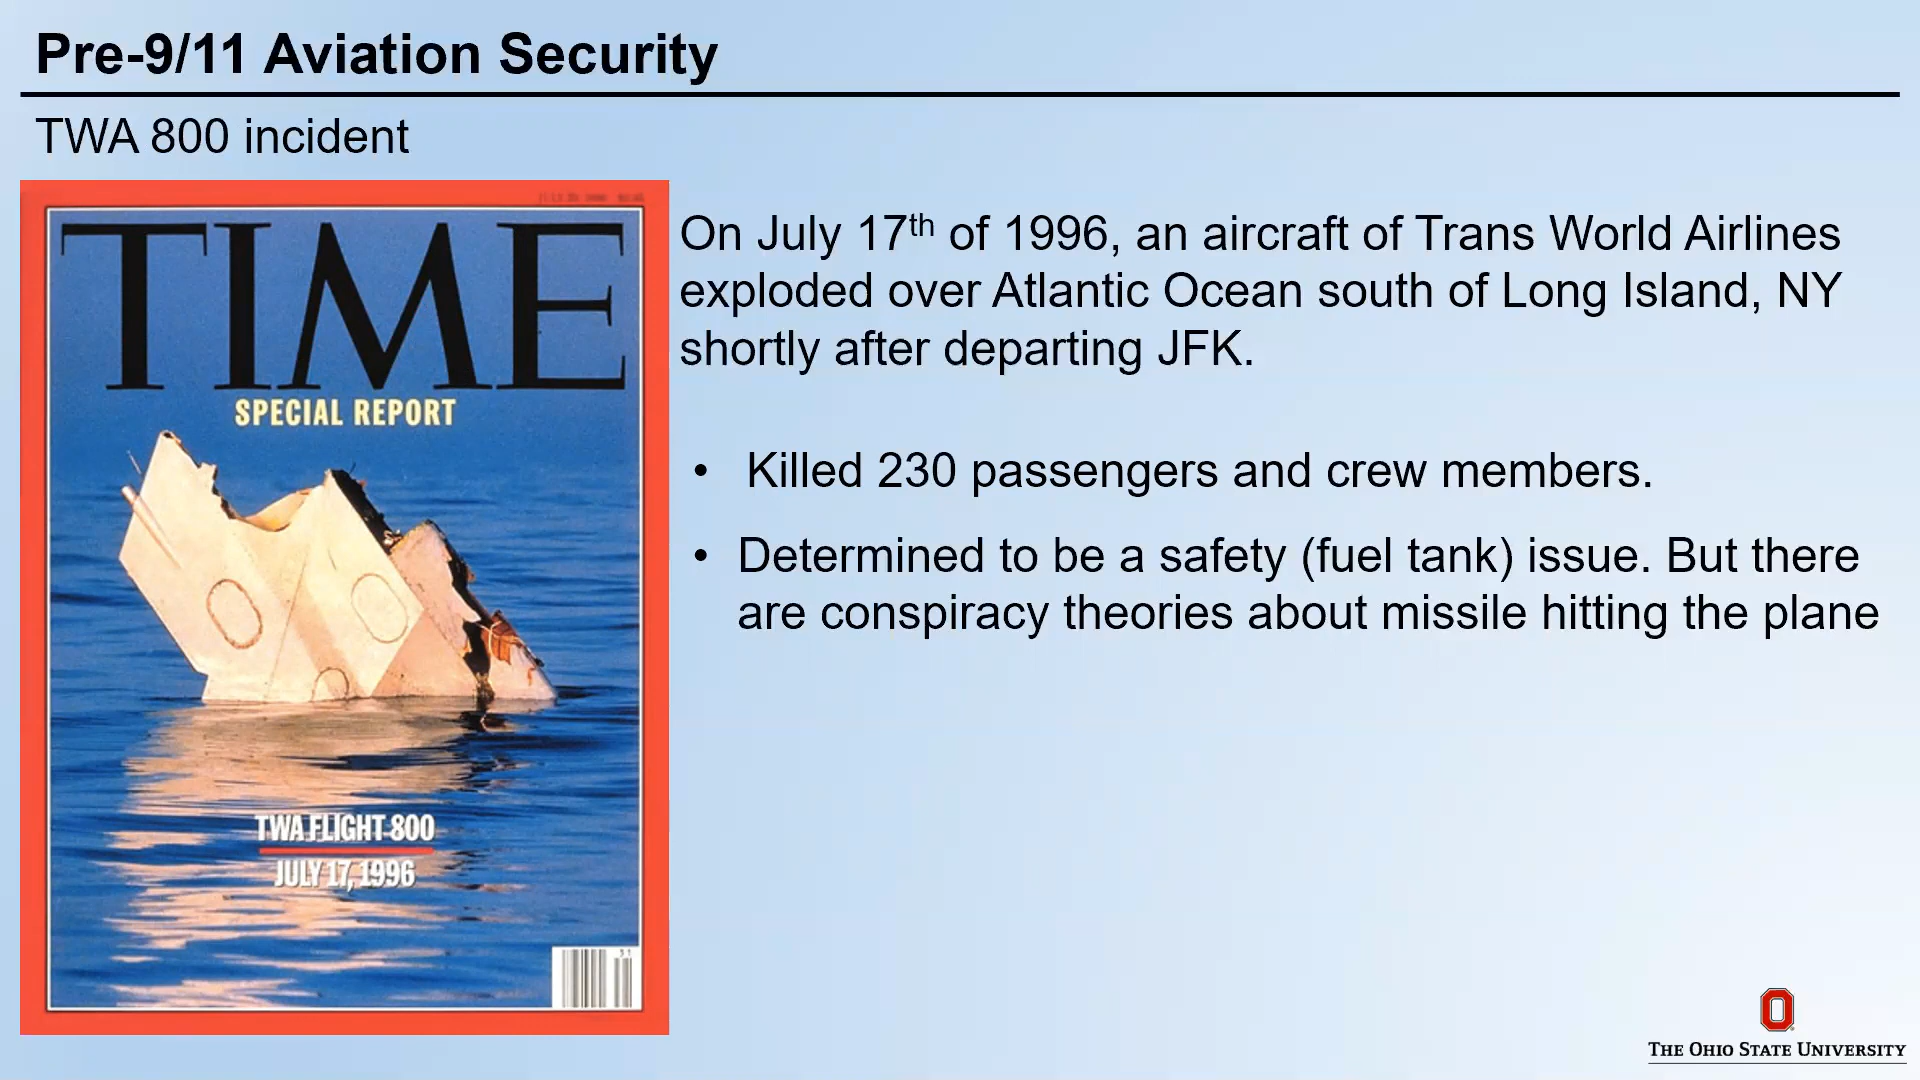 Pre-9/11 Aviation Security
TWA 800 incident
TIME
SPECIAL REPORT
TWA FLIGHT 800
JULY 17, 1996
On July 17th of 1996, an aircraft of Trans World Airlines
exploded over Atlantic Ocean south of Long Island, NY
shortly after departing JFK.
• Killed 230 passengers and crew members.
• Determined to be a safety (fuel tank) issue. But there
are conspiracy theories about missile hitting the plane
THE OHIO STATE UNIVERSITY